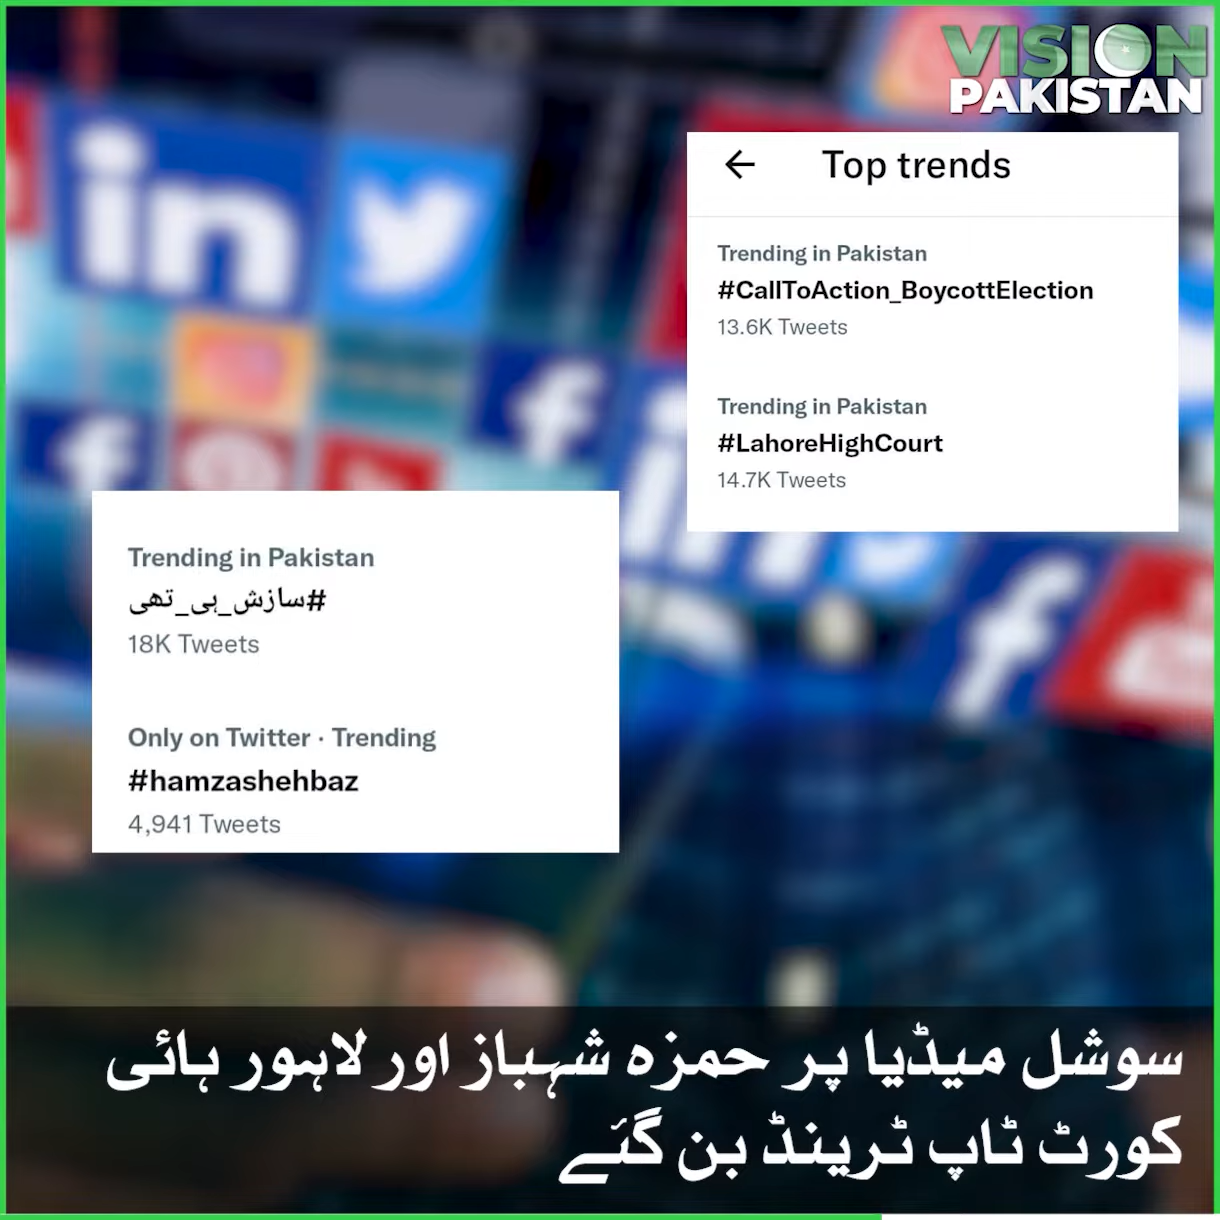 VISION
PAKISTAN
Top trends
Trending in Pakistan
#CallToAction_BoycottElection
13.6K Tweets
Trending in Pakistan
#LahoreHighCourt
14.7K Tweets
Trending in Pakistan
#سازش_ہی_تھی
18K Tweets
Only on Twitter · Trending
#hamzashehbaz
4,941 Tweets
سوشل میڈیا پر حمزہ شہباز اور لاہور ہائی
کورٹ ٹاپ ٹرینڈ بن گئے